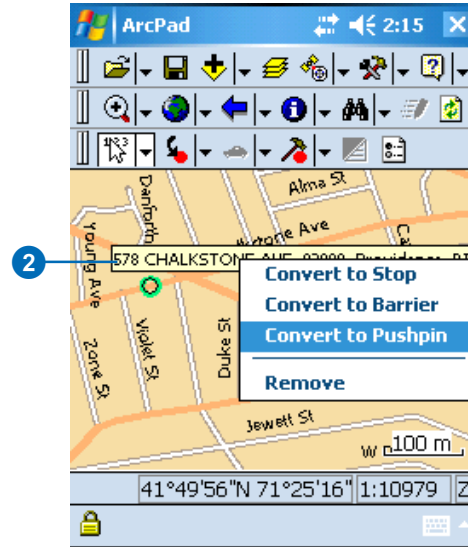 ArcPad 2:15
Alma St
Danforth
Young Ave
Ave
2
578 CHALKSTONE AVE, 02908, Providence, RI
Convert to Stop
Convert to Barrier
Convert to Pushpin
Remove
Violet St
Duke St
Zone St
Jewett St
W 100 m
41°49'56"N 71°25'16" 1:10979 Z